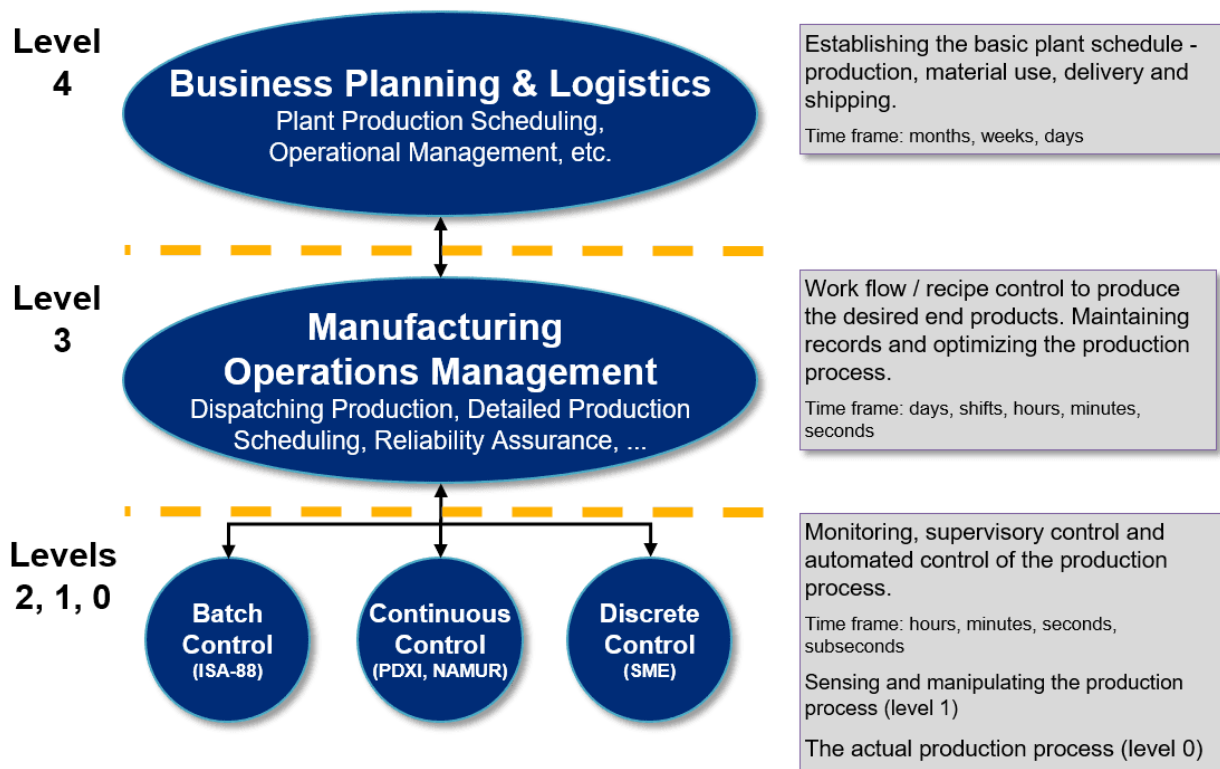 Level
4
Business Planning & Logistics
Plant Production Scheduling,
Operational Management, etc.
Establishing the basic plant schedule -
production, material use, delivery and
shipping.
Time frame: months, weeks, days
Level
3
Manufacturing
Operations Management
Dispatching Production, Detailed Production
Scheduling, Reliability Assurance, ...
Work flow / recipe control to produce
the desired end products. Maintaining
records and optimizing the production
process.
Time frame: days, shifts, hours, minutes,
seconds
Levels
2, 1, 0
Batch
Control
(ISA-88)
Continuous
Control
(PDXI, NAMUR)
Discrete
Control
(SME)
Monitoring, supervisory control and
automated control of the production
process.
Time frame: hours, minutes, seconds,
subseconds
Sensing and manipulating the production
process (level 1)
The actual production process (level 0)